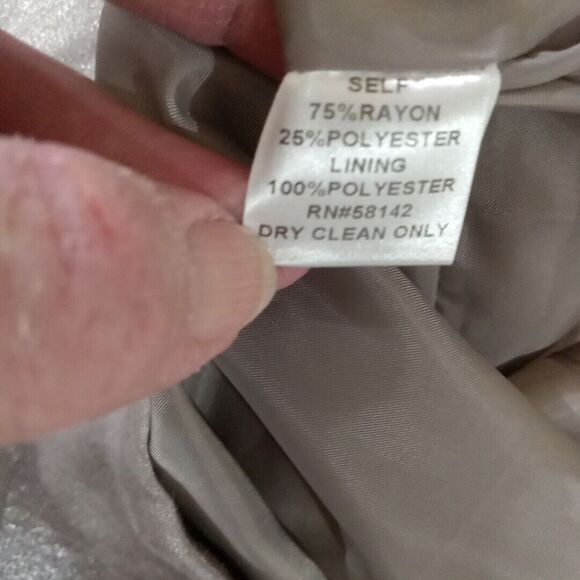 SELF
75%RAYON
25%POLYESTER
LINING
100%POLYESTER
RN#58142
DRY CLEAN ONLY